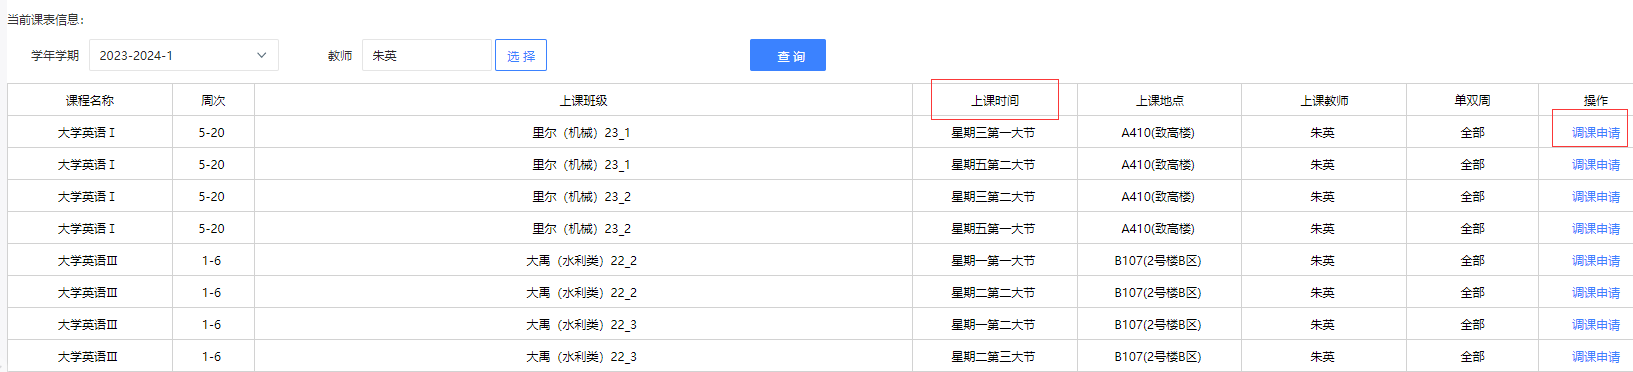 当前课表信息：
学年学期 2023-2024-1 教师 朱英 选 择 查 询
课程名称 周次 上课班级 上课时间 上课地点 上课教师 单双周 操作
大学英语Ⅰ 5-20 里尔（机械）23_1 星期三第一大节 A410(致高楼) 朱英 全部 调课申请
大学英语Ⅰ 5-20 里尔（机械）23_1 星期五第二大节 A410(致高楼) 朱英 全部 调课申请
大学英语Ⅰ 5-20 里尔（机械）23_2 星期三第二大节 A410(致高楼) 朱英 全部 调课申请
大学英语Ⅰ 5-20 里尔（机械）23_2 星期五第一大节 A410(致高楼) 朱英 全部 调课申请
大学英语Ⅲ 1-6 大禹（水利类）22_2 星期一第一大节 B107(2号楼B区) 朱英 全部 调课申请
大学英语Ⅲ 1-6 大禹（水利类）22_2 星期二第二大节 B107(2号楼B区) 朱英 全部 调课申请
大学英语Ⅲ 1-6 大禹（水利类）22_3 星期一第二大节 B107(2号楼B区) 朱英 全部 调课申请
大学英语Ⅲ 1-6 大禹（水利类）22_3 星期二第三大节 B107(2号楼B区) 朱英 全部 调课申请